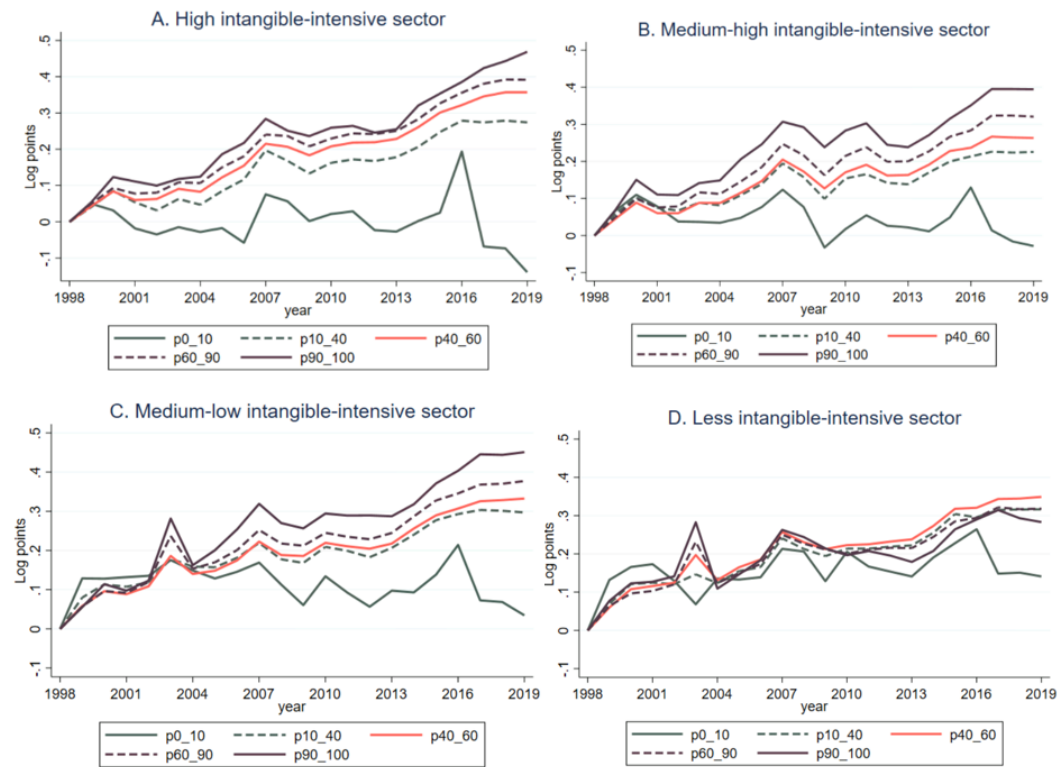 A. High intangible-intensive sector
Log points
.5
.4
.3
.2
.1
0
-.1
1998 2001 2004 2007 2010 2013 2016 2019
year
p0_10 p10_40 p40_60
p60_90 p90_100
B. Medium-high intangible-intensive sector
Log points
.5
.4
.3
.2
.1
0
-.1
1998 2001 2004 2007 2010 2013 2016 2019
year
p0_10 p10_40 p40_60
p60_90 p90_100
C. Medium-low intangible-intensive sector
Log points
.5
.4
.3
.2
.1
0
-.1
1998 2001 2004 2007 2010 2013 2016 2019
year
p0_10 p10_40 p40_60
p60_90 p90_100
D. Less intangible-intensive sector
Log points
.5
.4
.3
.2
.1
0
-.1
1998 2001 2004 2007 2010 2013 2016 2019
year
p0_10 p10_40 p40_60
p60_90 p90_100